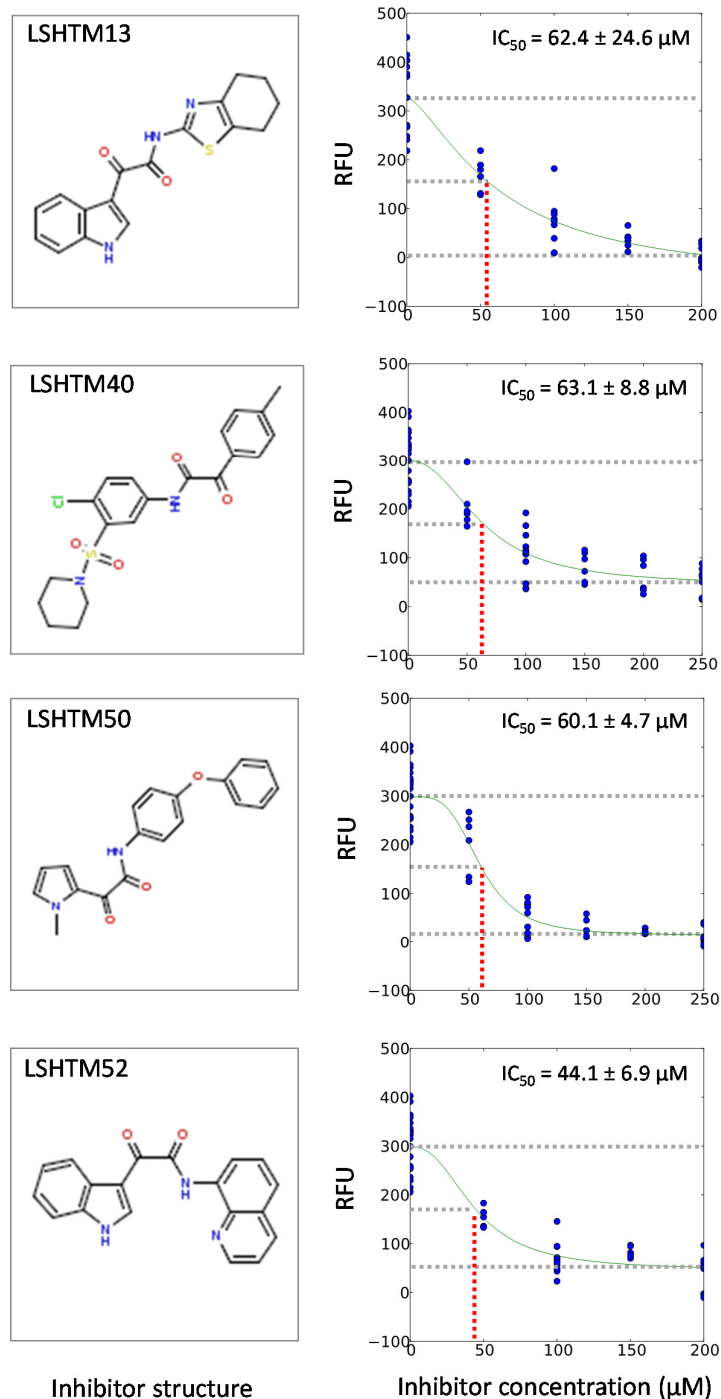 LSHTM13
N
HN
S
O
O
N
H
IC50 = 62.4 ± 24.6 µM
RFU
500
400
300
200
100
0
−100
0 50 100 150 200
LSHTM40
O
Cl
N
H
O
O
S
O
N
IC50 = 63.1 ± 8.8 µM
RFU
500
400
300
200
100
0
−100
0 50 100 150 200 250
LSHTM50
O
HN
O
N
O
IC50 = 60.1 ± 4.7 µM
RFU
500
400
300
200
100
0
−100
0 50 100 150 200 250
LSHTM52
O
O
N
H
N
H
N
IC50 = 44.1 ± 6.9 µM
RFU
500
400
300
200
100
0
−100
0 50 100 150 200
Inhibitor structure
Inhibitor concentration (µM)